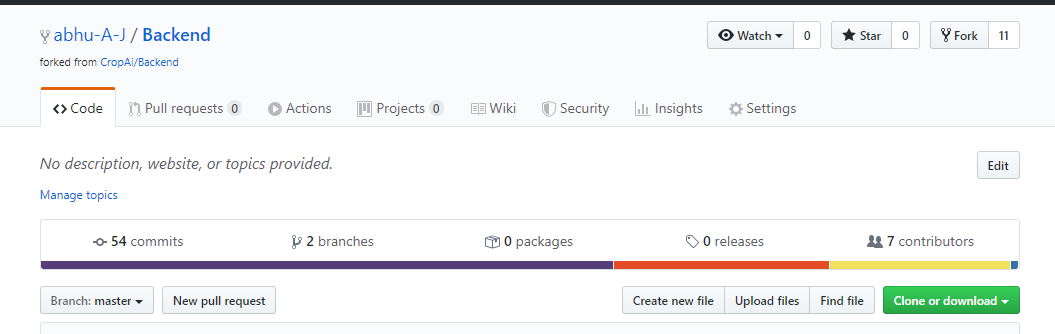 abhu-A-J / Backend
Watch 0 Star 0 Fork 11
forked from CropAi/Backend
Code Pull requests 0 Actions Projects 0 Wiki Security Insights Settings
No description, website, or topics provided.
Edit
Manage topics
54 commits 2 branches 0 packages 0 releases 7 contributors
Branch: master New pull request Create new file Upload files Find file Clone or download